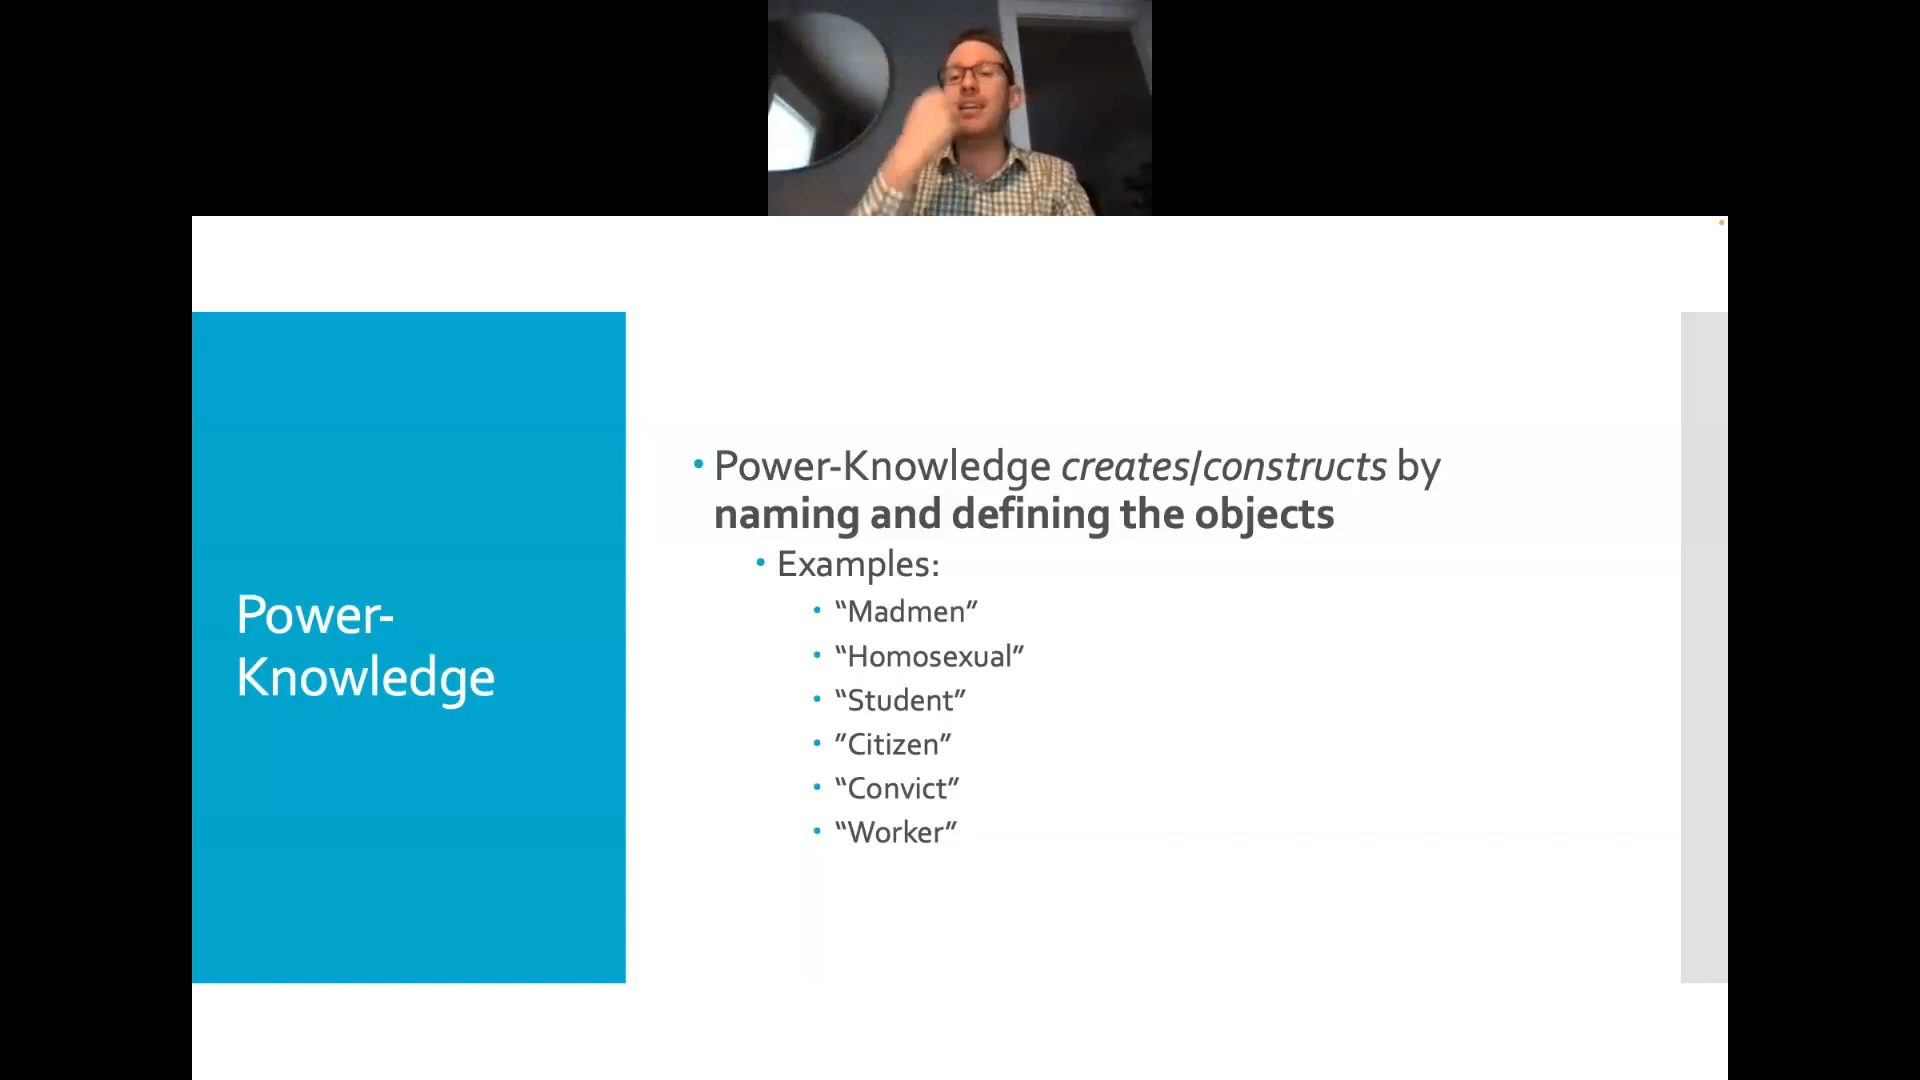 Power-
Knowledge
• Power-Knowledge creates/constructs by
naming and defining the objects
• Examples:
• “Madmen”
• “Homosexual”
• “Student”
• ”Citizen”
• “Convict”
• “Worker”